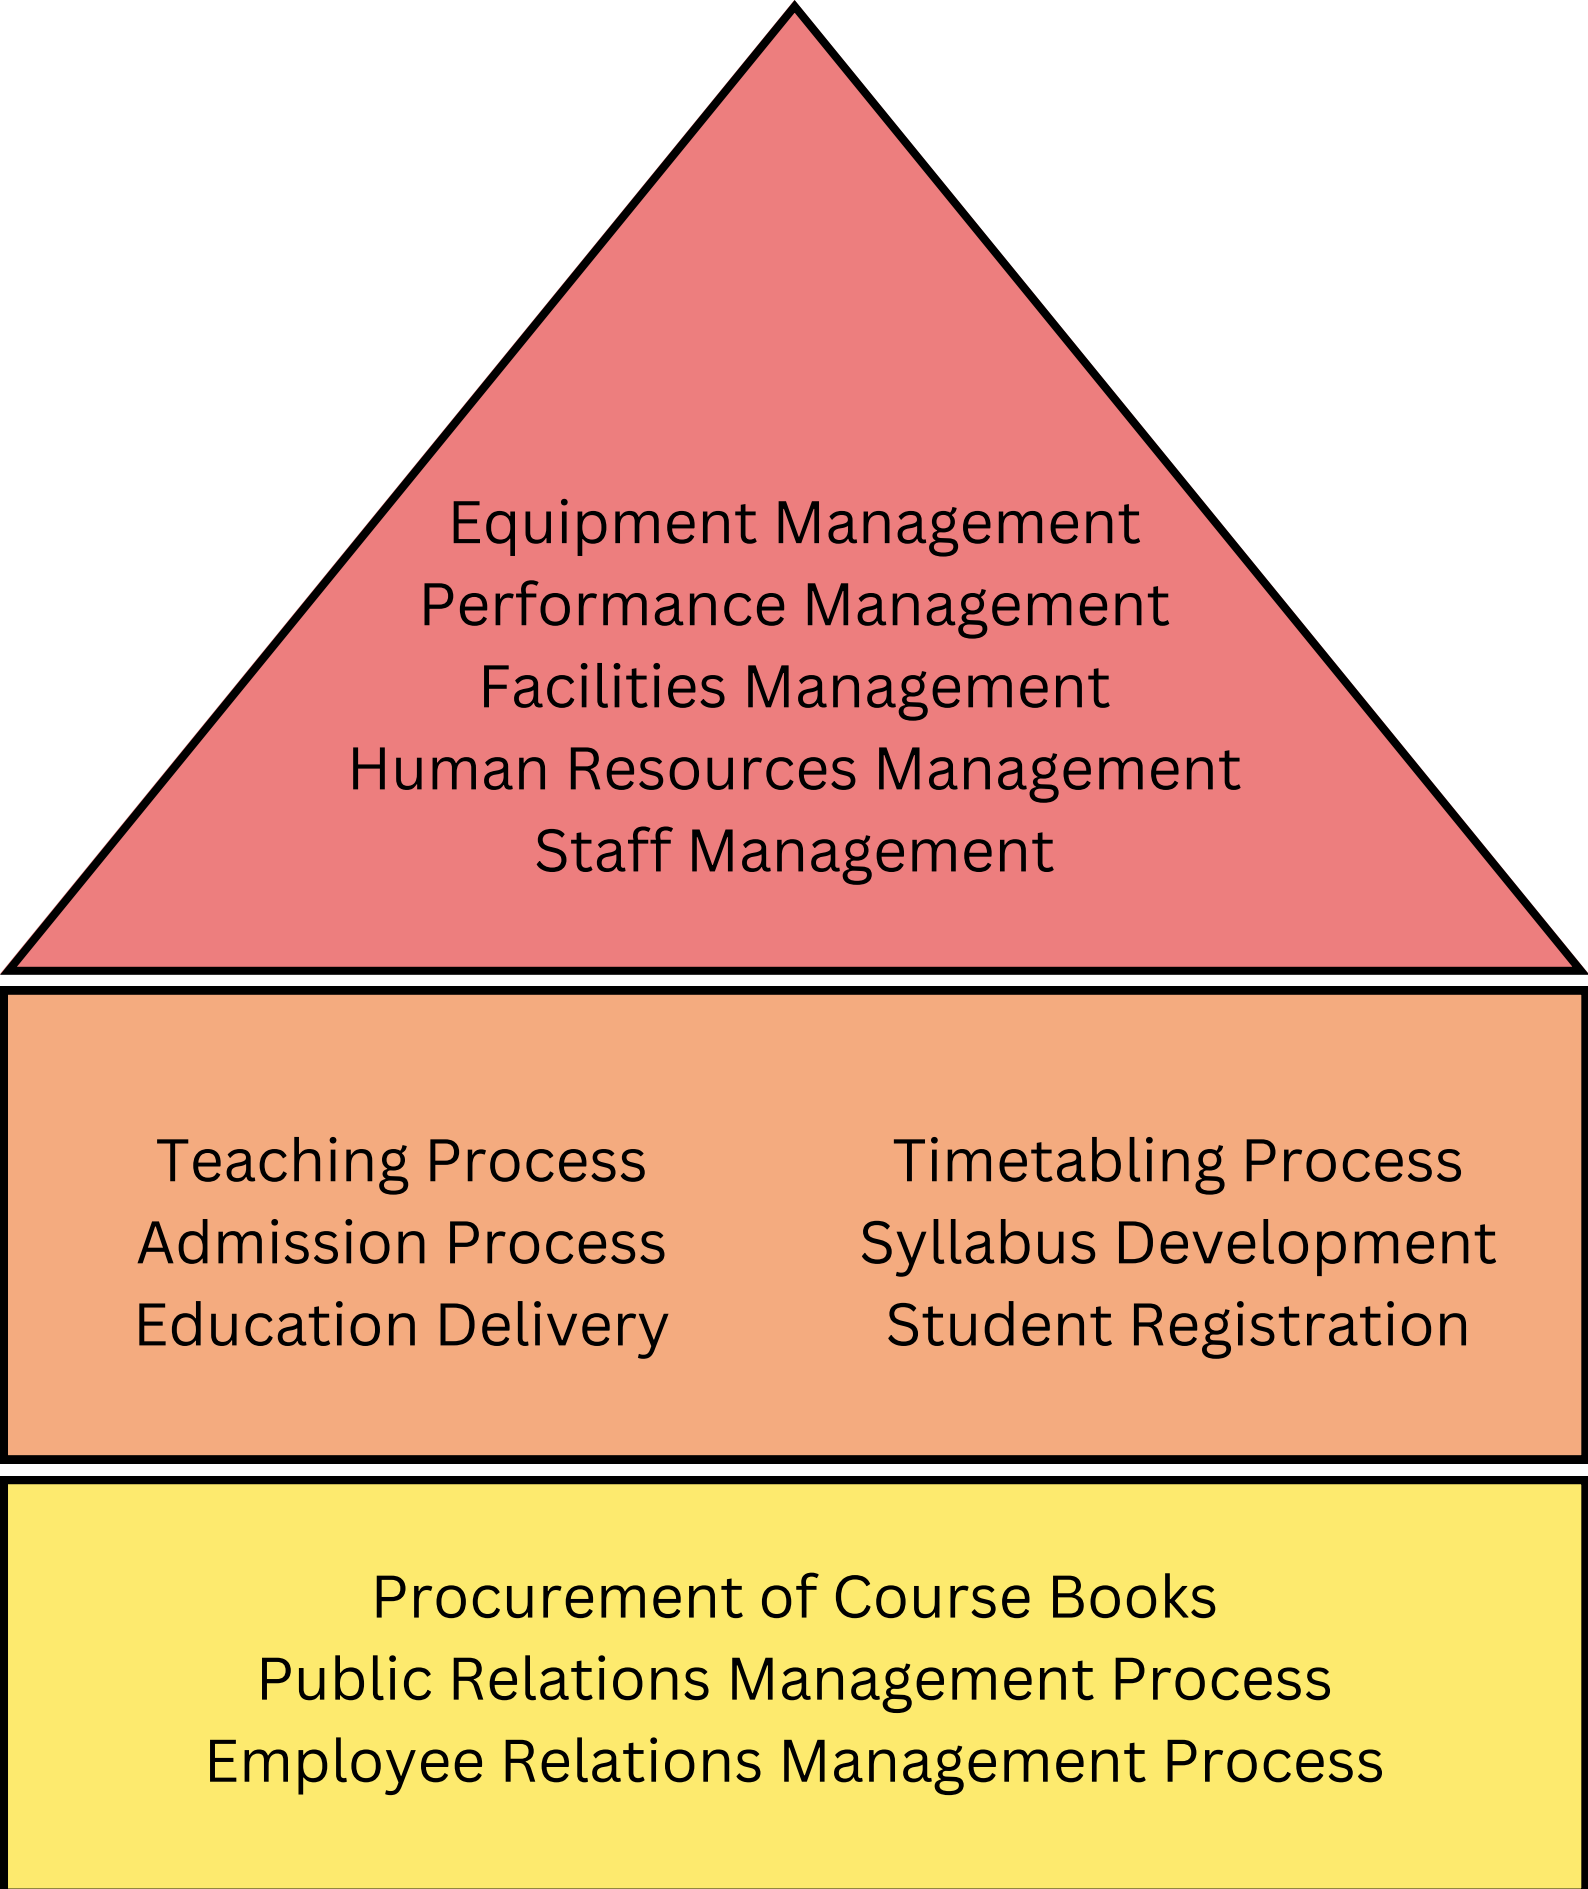 Equipment Management
Performance Management
Facilities Management
Human Resources Management
Staff Management
Teaching Process
Admission Process
Education Delivery
Timetabling Process
Syllabus Development
Student Registration
Procurement of Course Books
Public Relations Management Process
Employee Relations Management Process